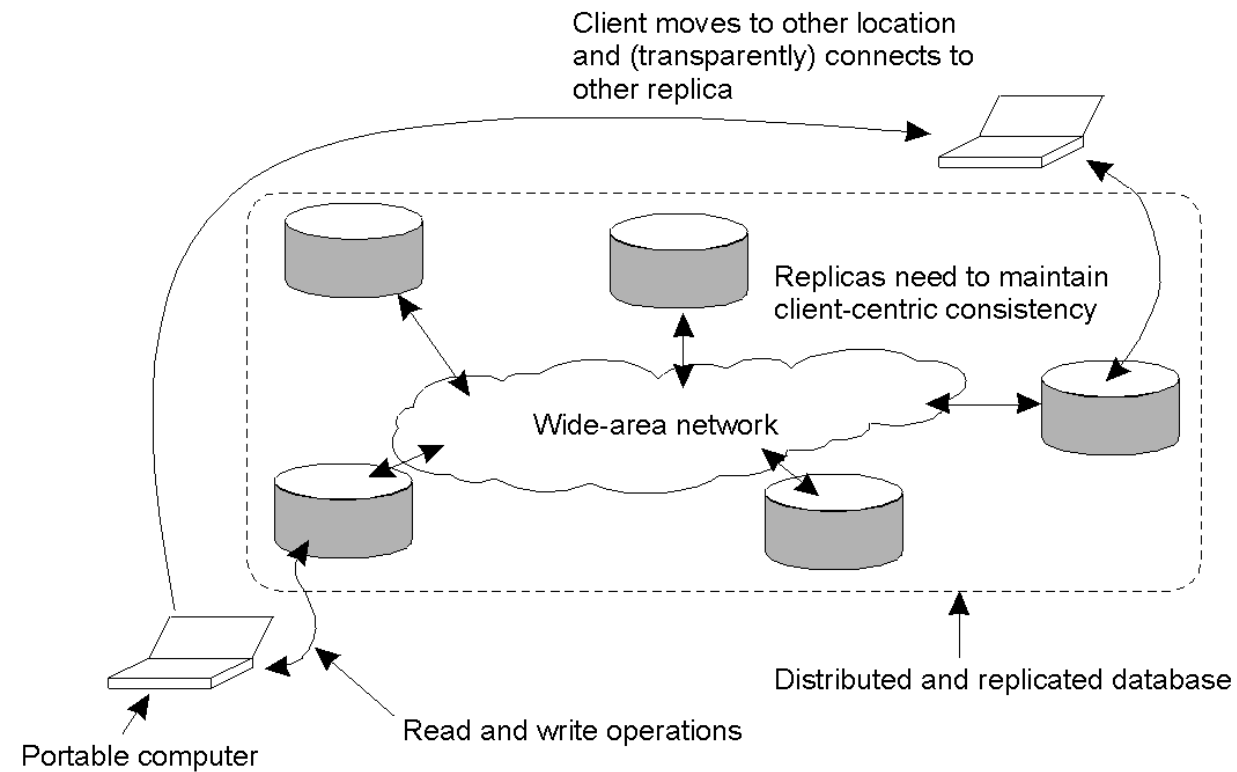 Client moves to other location
and (transparently) connects to
other replica
Replicas need to maintain
client-centric consistency
Wide-area network
Distributed and replicated database
Read and write operations
Portable computer